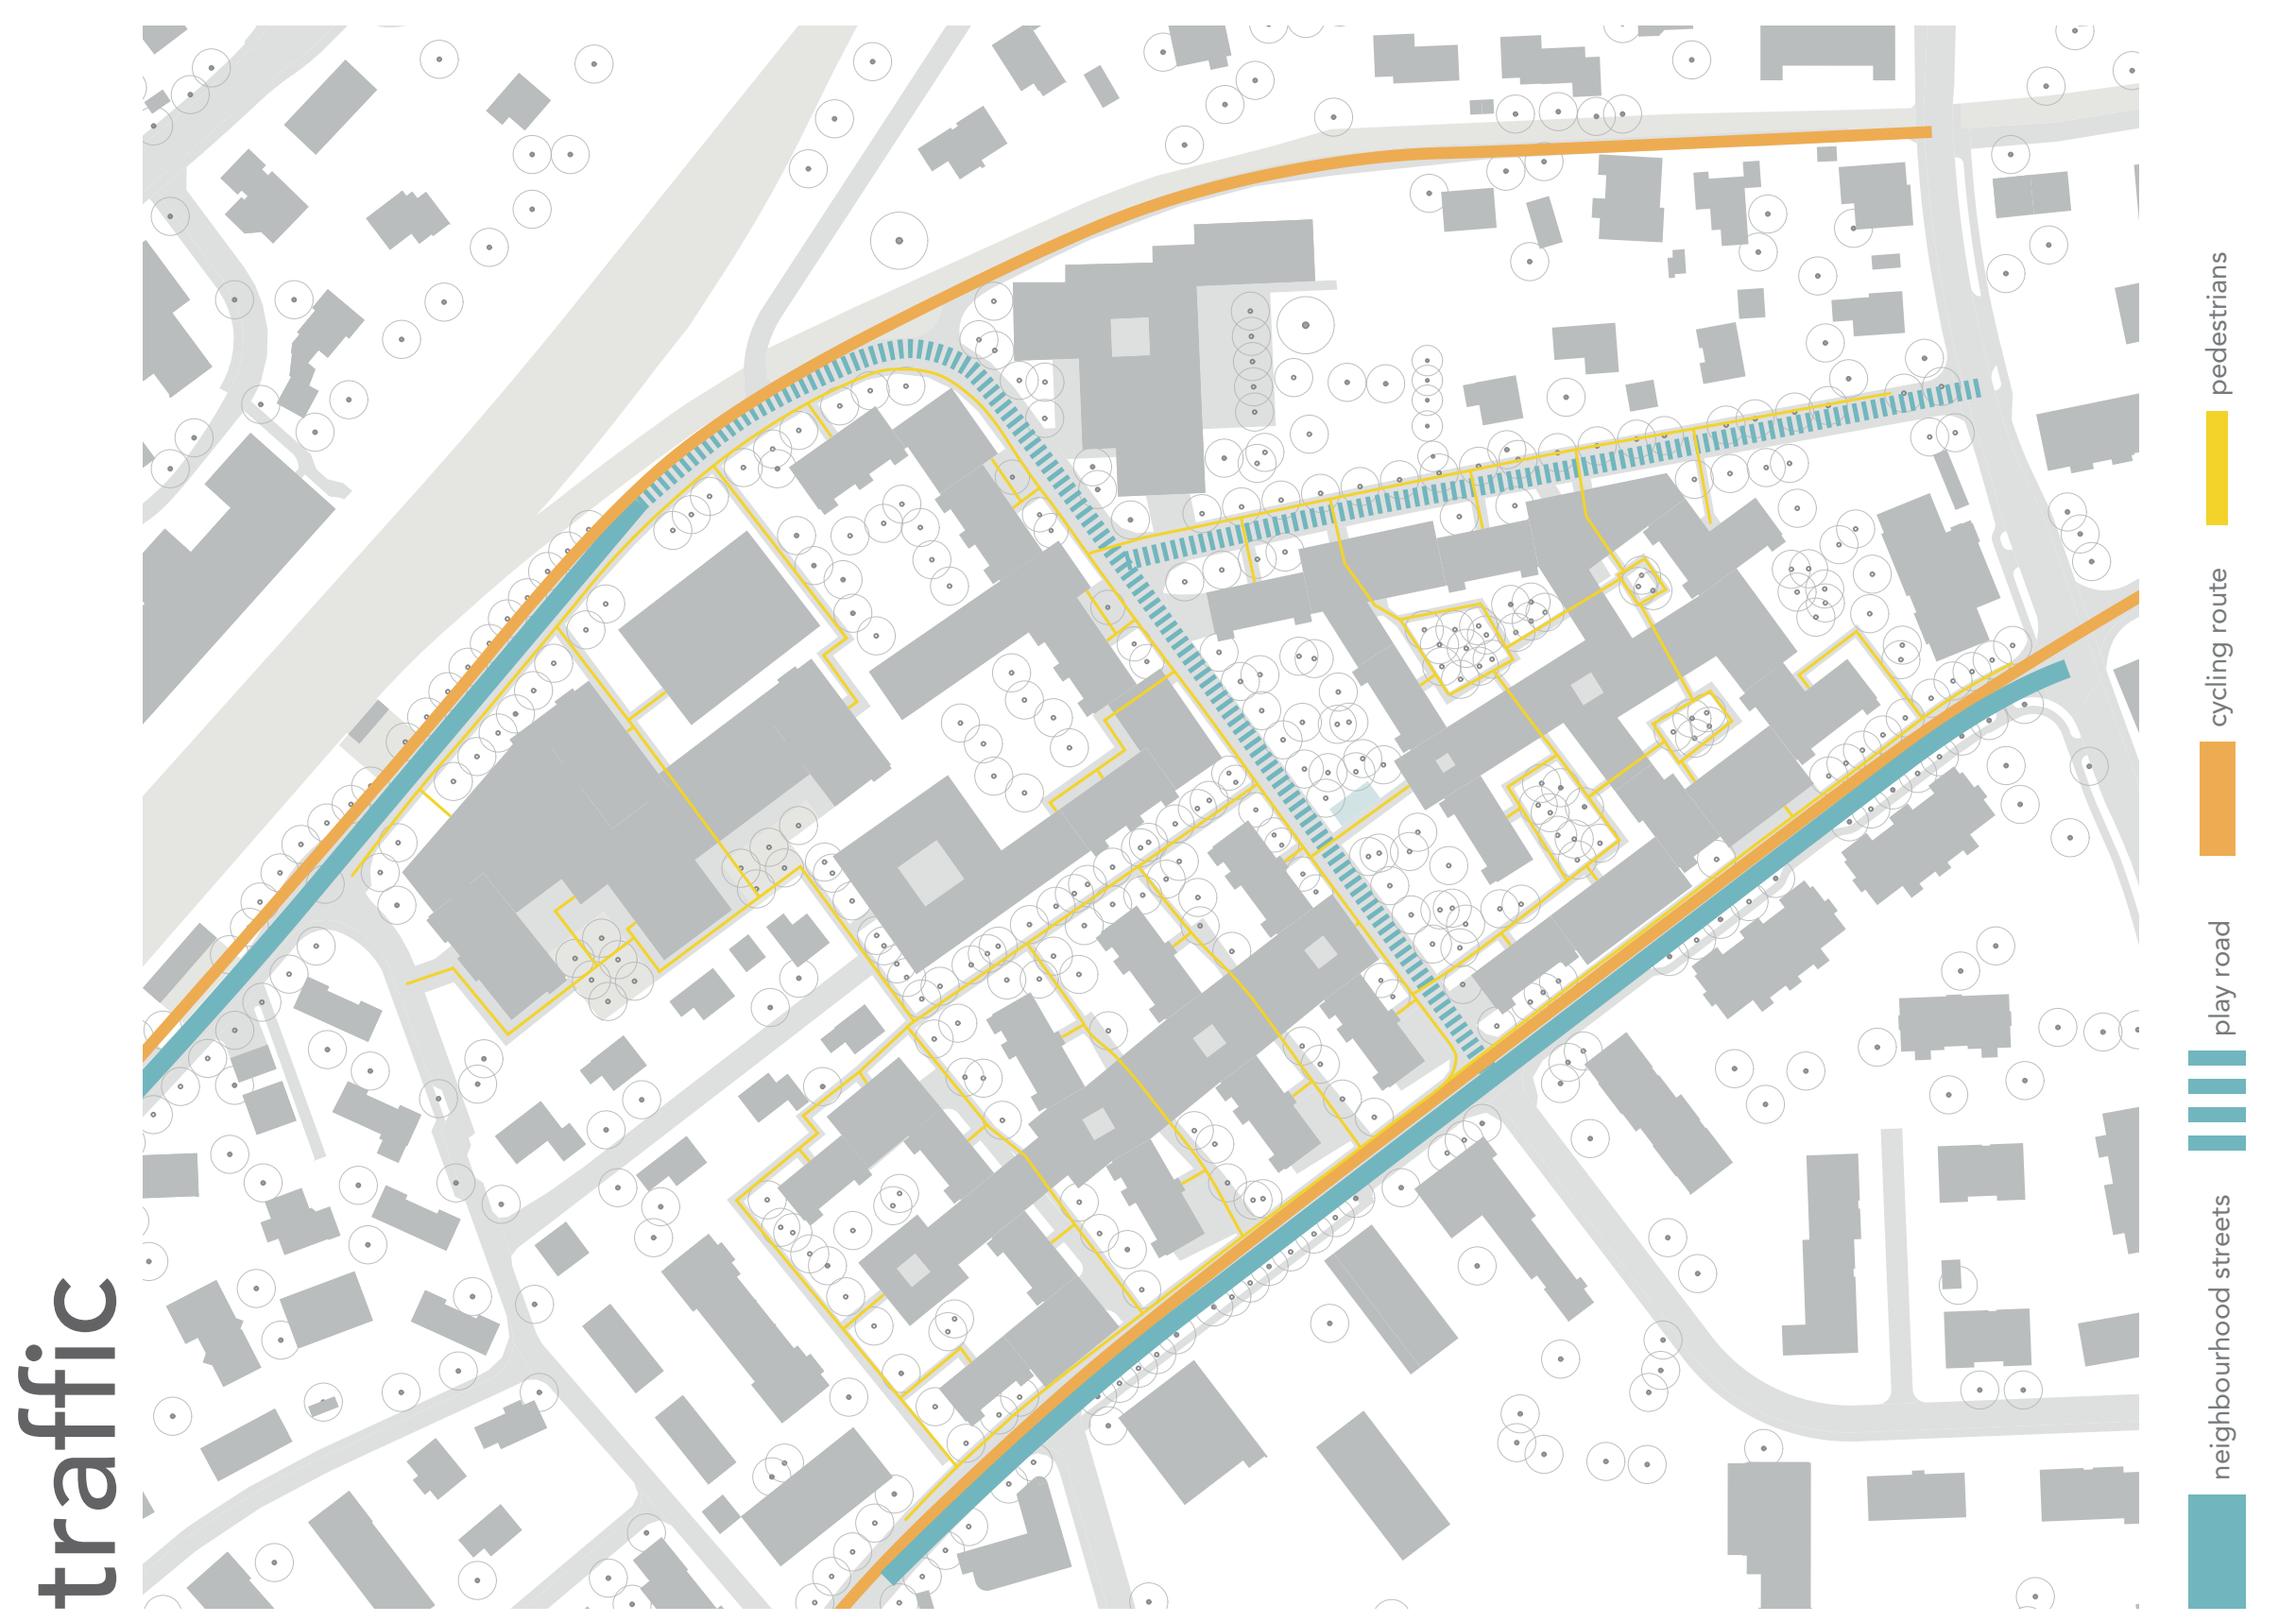 traffic
neighbourhood streets
play road
cycling route
pedestrians